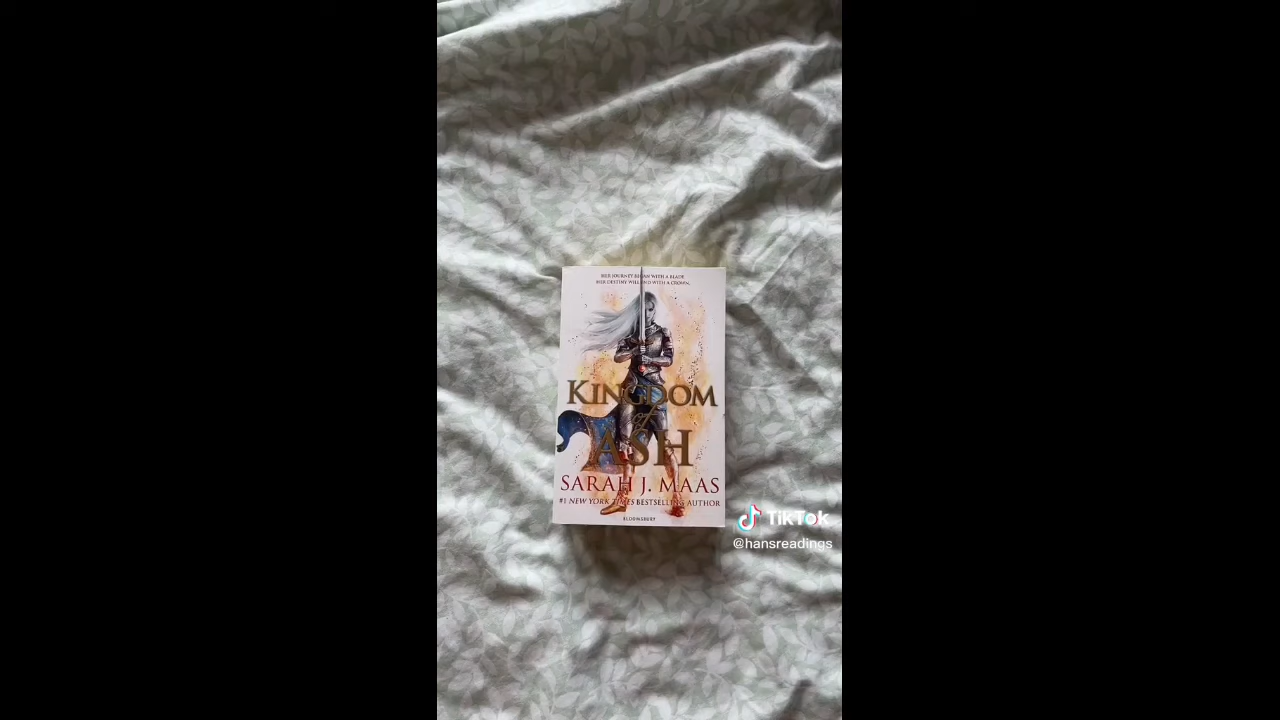 HER JOURNEY BEGAN WITH A BLADE.
HER DESTINY WILL END WITH A CROWN.
KINGDOM
of
ASH
SARAH J. MAAS
#1 NEW YORK TIMES BESTSELLING AUTHOR
BLOOMSBURY
TikTok
@hansreadings